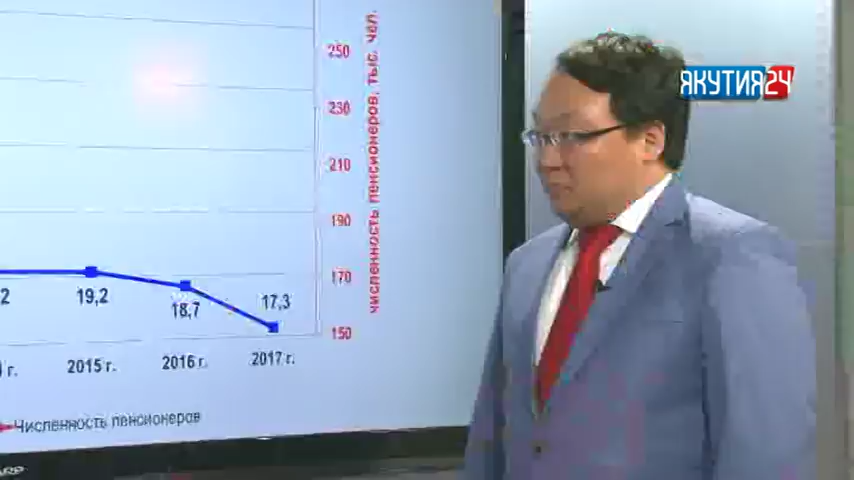 ЯКУТИЯ24
250
230
210
190
170
150
численность пенсионеров, тыс. чел.
2
19,2
18,7
17,3
г.
2015 г.
2016 г.
2017 г.
Численность пенсионеров